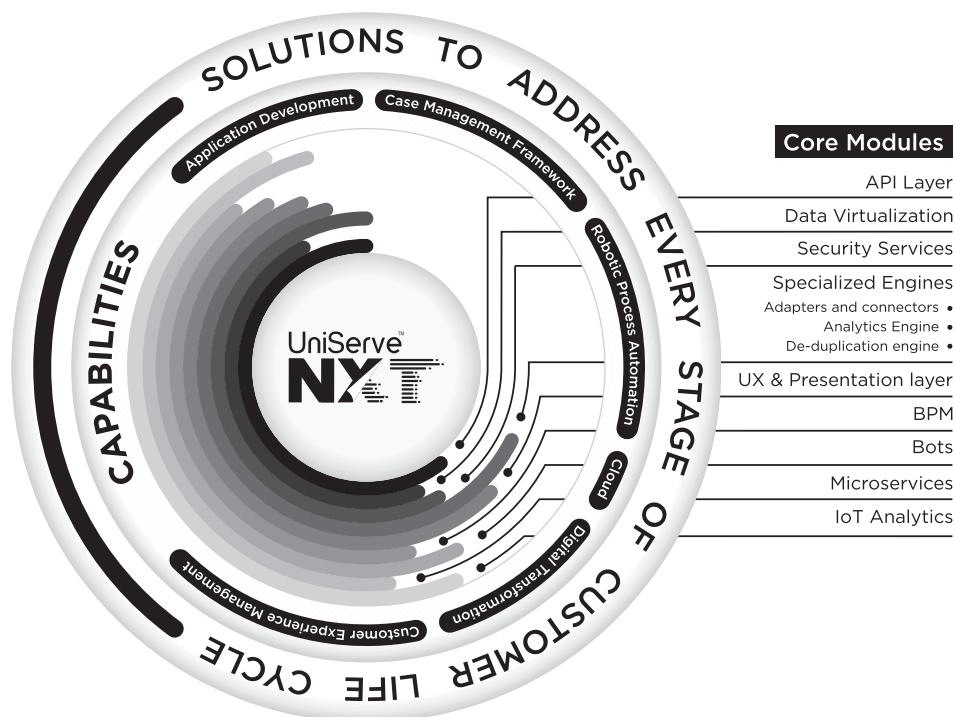 SOLUTIONS TO ADDRESS EVERY STAGE OF CUSTOMER LIFE CYCLE
CAPABILITIES
Application Development
Case Management Framework
Robotic Process Automation
Cloud
Digital Transformation
Customer Experience Management
UniServe™
NXT
Core Modules
API Layer
Data Virtualization
Security Services
Specialized Engines
Adapters and connectors •
Analytics Engine •
De-duplication engine •
UX & Presentation layer
BPM
Bots
Microservices
IoT Analytics